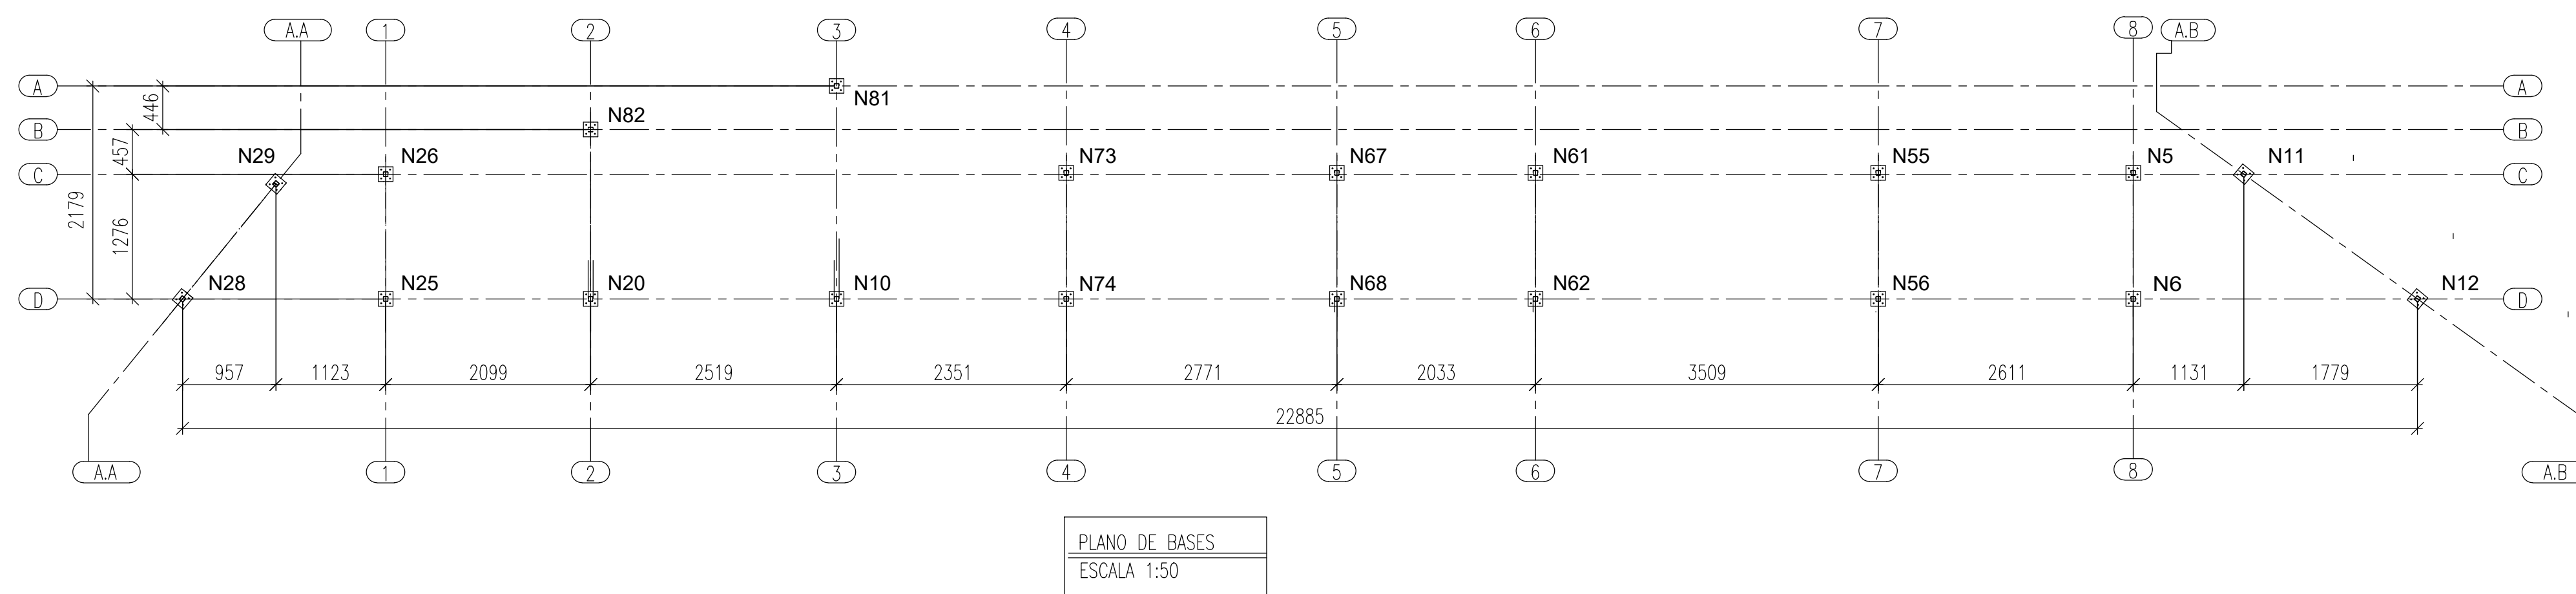 A.A 1 2 3 4 5 6 7 8 A.B
A A
N81
446
B N82 B
457
N29 N26 N73 N67 N61 N55 N5 N11
C C
2179
1276
N28 N25 N20 N10 N74 N68 N62 N56 N6 N12
D D
957 1123 2099 2519 2351 2771 2033 3509 2611 1131 1779
22885
A.A 1 2 3 4 5 6 7 8 A.B
PLANO DE BASES
ESCALA 1:50